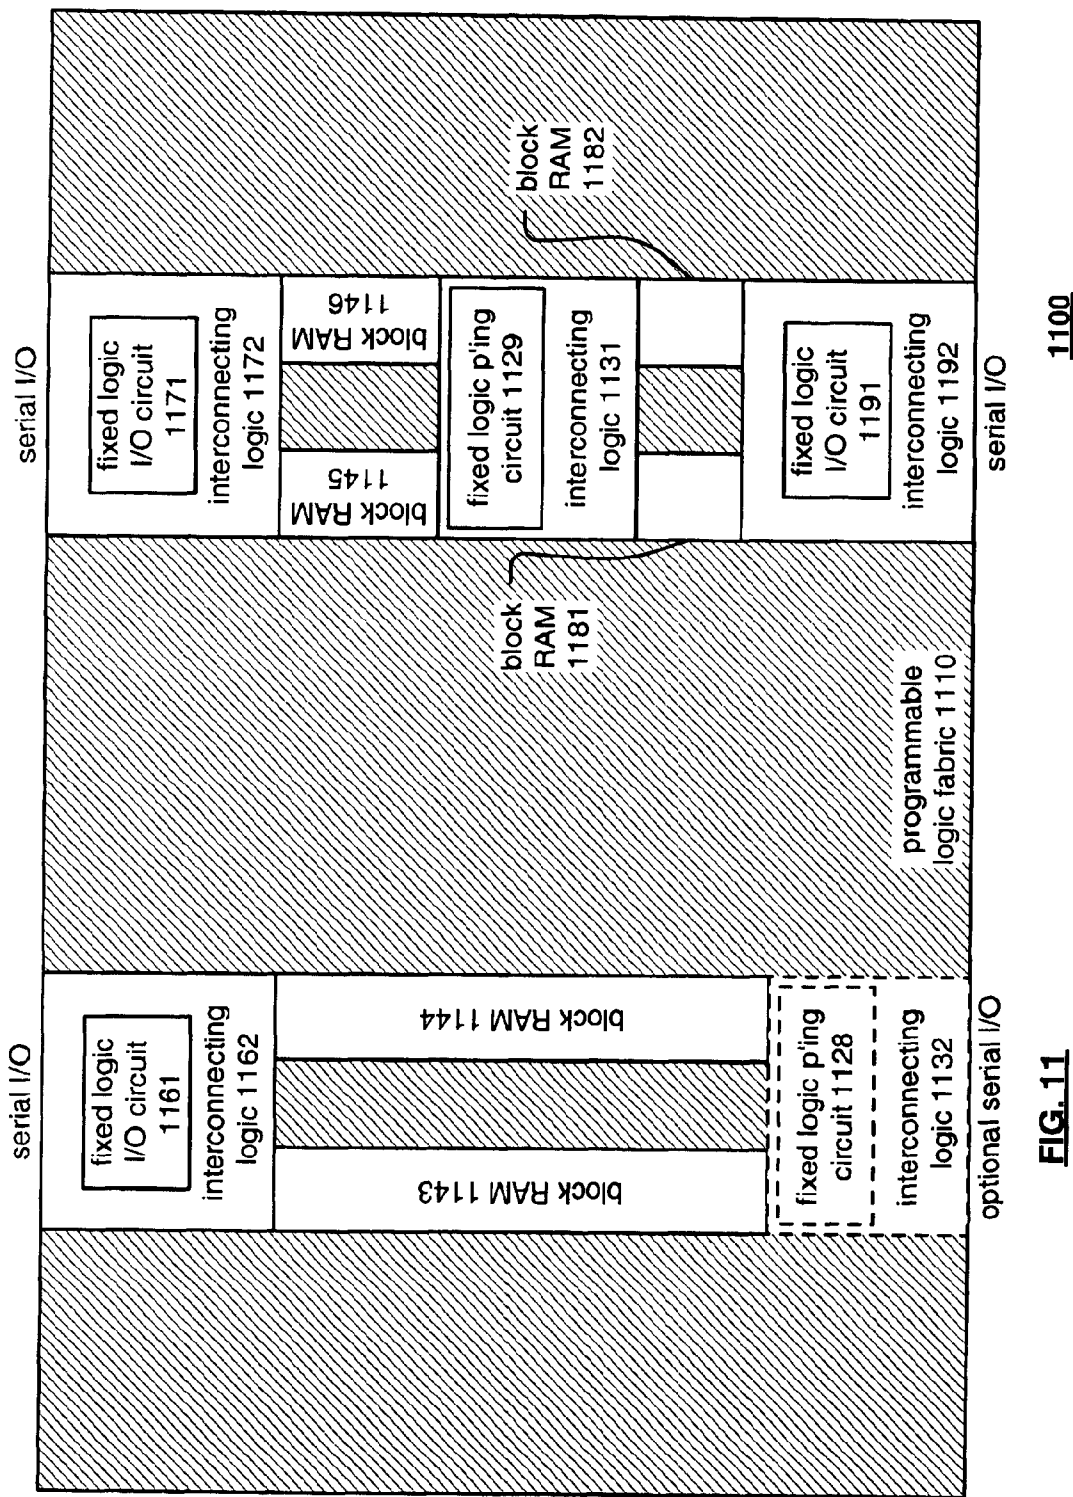 serial I/O
serial I/O
fixed logic
I/O circuit
1161
interconnecting
logic 1162
fixed logic
I/O circuit
1171
interconnecting
logic 1172
block RAM 1143
block RAM 1144
block RAM
1145
block RAM
1146
fixed logic p'ing
circuit 1129
interconnecting
logic 1131
block
RAM
1181
block
RAM
1182
fixed logic p'ing
circuit 1128
interconnecting
logic 1132
programmable
logic fabric 1110
fixed logic
I/O circuit
1191
interconnecting
logic 1192
optional serial I/O
serial I/O
FIG. 11
1100